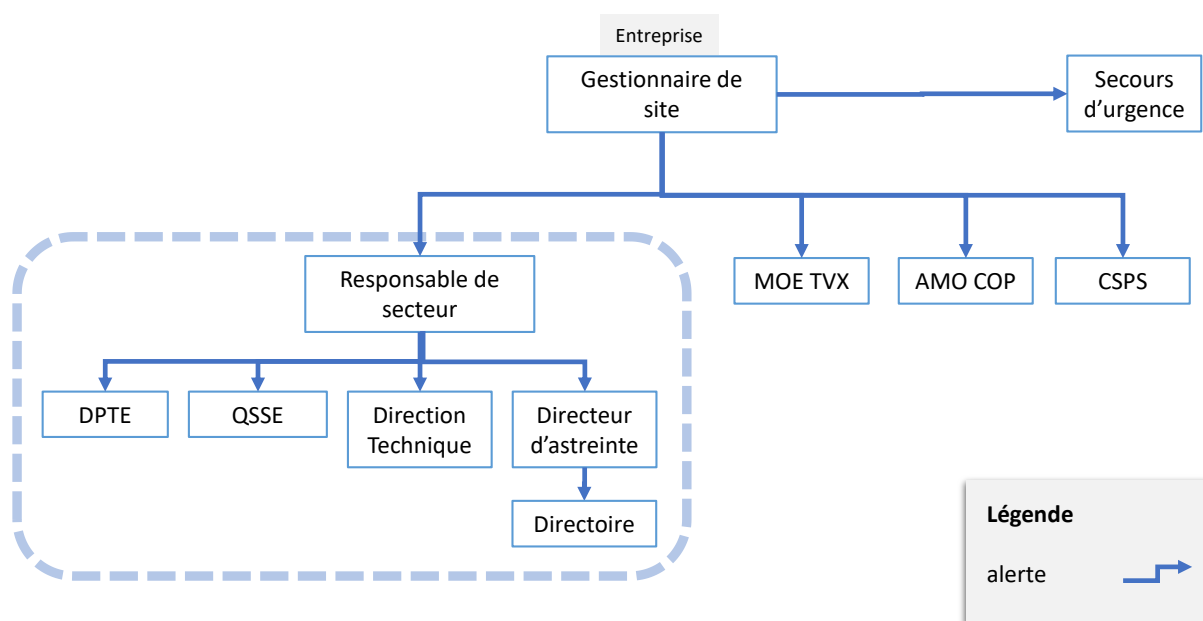 Entreprise
Gestionnaire de
site
Secours
d’urgence
Responsable de
secteur
MOE TVX
AMO COP
CSPS
DPTE
QSSE
Direction
Technique
Directeur
d’astreinte
Directoire
Légende
alerte